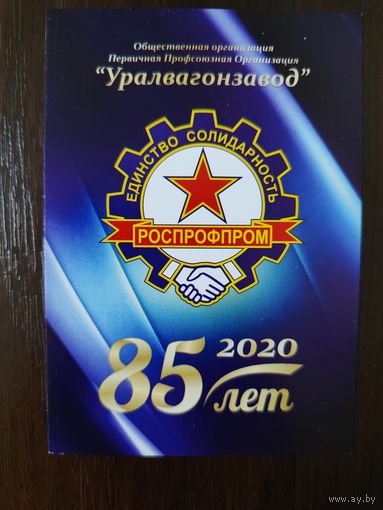 Общественная организация
Первичная Профсоюзная Организация
"Уралвагонзавод"
ЕДИНСТВО СОЛИДАРНОСТЬ
РОСПРОФПРОМ
85 2020
лет
www.ay.by